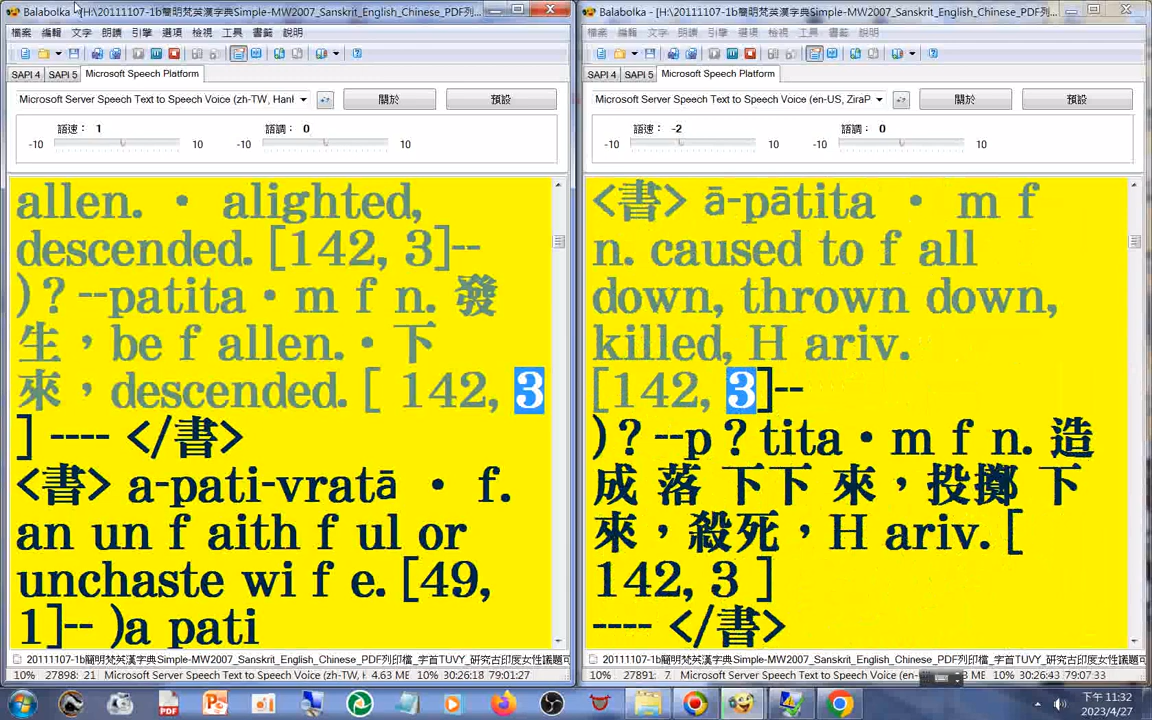 Balabolka - [H:\20111107-1b簡明梵英漢字典Simple-MW2007_Sanskrit_English_Chinese_PDF列...
檔案 編輯 文字 朗讀 引擎 選項 檢視 工具 書籤 說明
SAPI 4 SAPI 5 Microsoft Speech Platform
Microsoft Server Speech Text to Speech Voice (zh-TW, Hanl 關於 預設
語速： 1 語調： 0
-10 10 -10 10
allen. • alighted,
descended. [142, 3]--
)？--patita•m f n. 發
生，be f allen.•下
來，descended. [ 142, 3
] ---- </書>
<書> a-pati-vratā • f.
an un f aith f ul or
unchaste wi f e. [49,
1]-- )a pati
20111107-1b簡明梵英漢字典Simple-MW2007_Sanskrit_English_Chinese_PDF列印檔_字首TUVY_研究古印度女性議題可
10% 27898: 21 Microsoft Server Speech Text to Speech Voice (zh-TW, H 4.63 ME 10% 30:26:18 79:01:27
Balabolka - [H:\20111107-1b簡明梵英漢字典Simple-MW2007_Sanskrit_English_Chinese_PDF列印...
檔案 編輯 文字 朗讀 引擎 選項 檢視 工具 書籤 說明
SAPI 4 SAPI 5 Microsoft Speech Platform
Microsoft Server Speech Text to Speech Voice (en-US, ZiraP 關於 預設
語速： -2 語調： 0
-10 10 -10 10
<書> ā-pātita • m f
n. caused to f all
down, thrown down,
killed, H ariv.
[142, 3]--
)？--p？tita•m f n. 造
成 落 下下 來，投擲 下
來，殺死，H ariv. [
142, 3 ]
---- </書>
20111107-1b簡明梵英漢字典Simple-MW2007_Sanskrit_English_Chinese_PDF列印檔_字首TUVY_研究古印度女性議題可
10% 27891: 7 Microsoft Server Speech Text to Speech Voice (en-US, Z 4.63 ME 10% 30:26:43 79:07:33
下午 11:32
2023/4/27